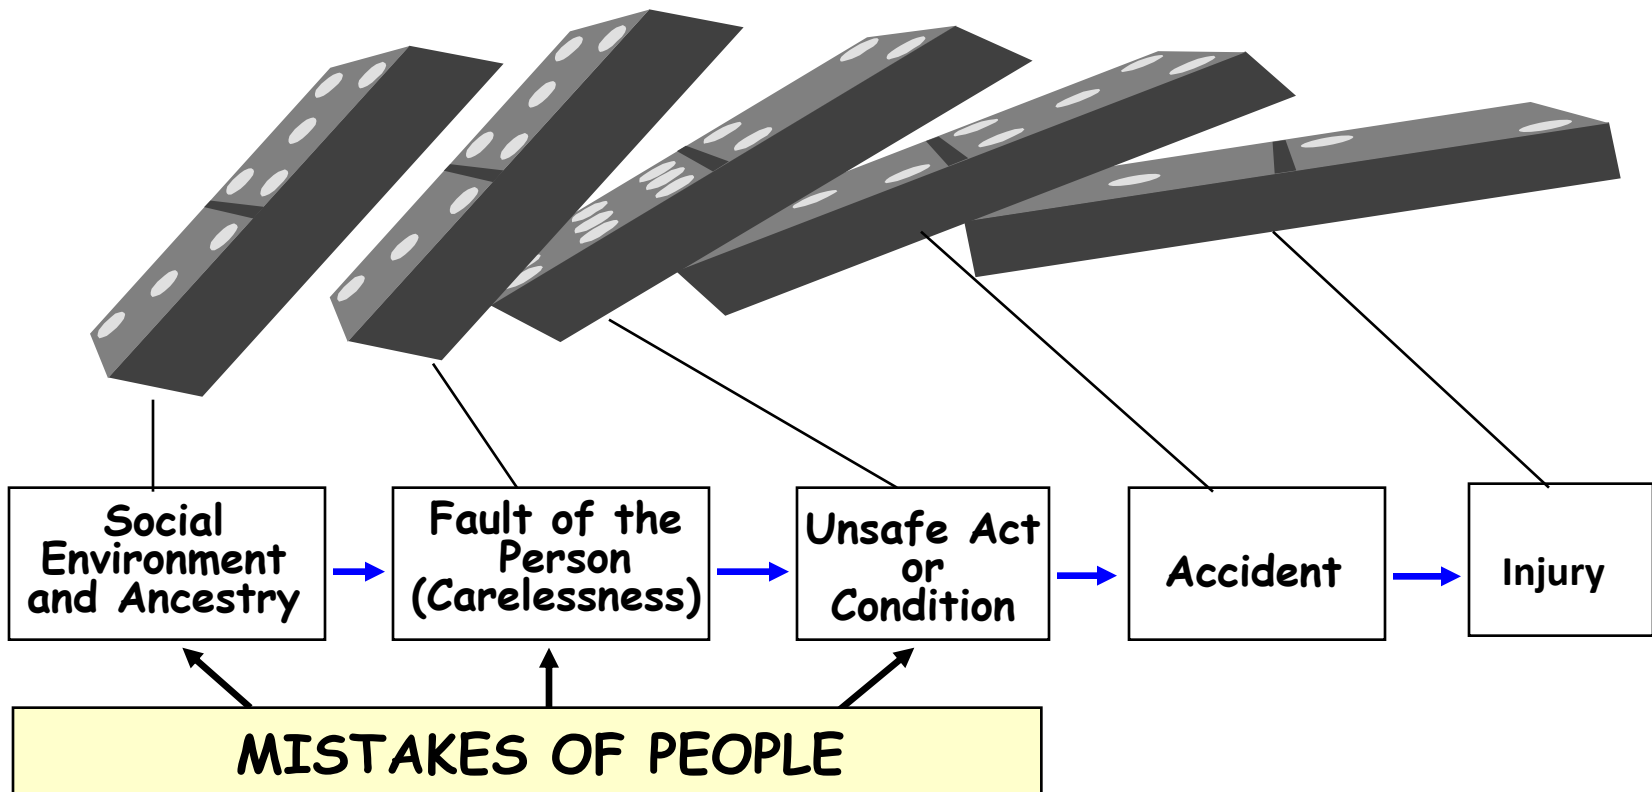 Social
Environment
and Ancestry
Fault of the
Person
(Carelessness)
Unsafe Act
or
Condition
Accident
Injury
MISTAKES OF PEOPLE